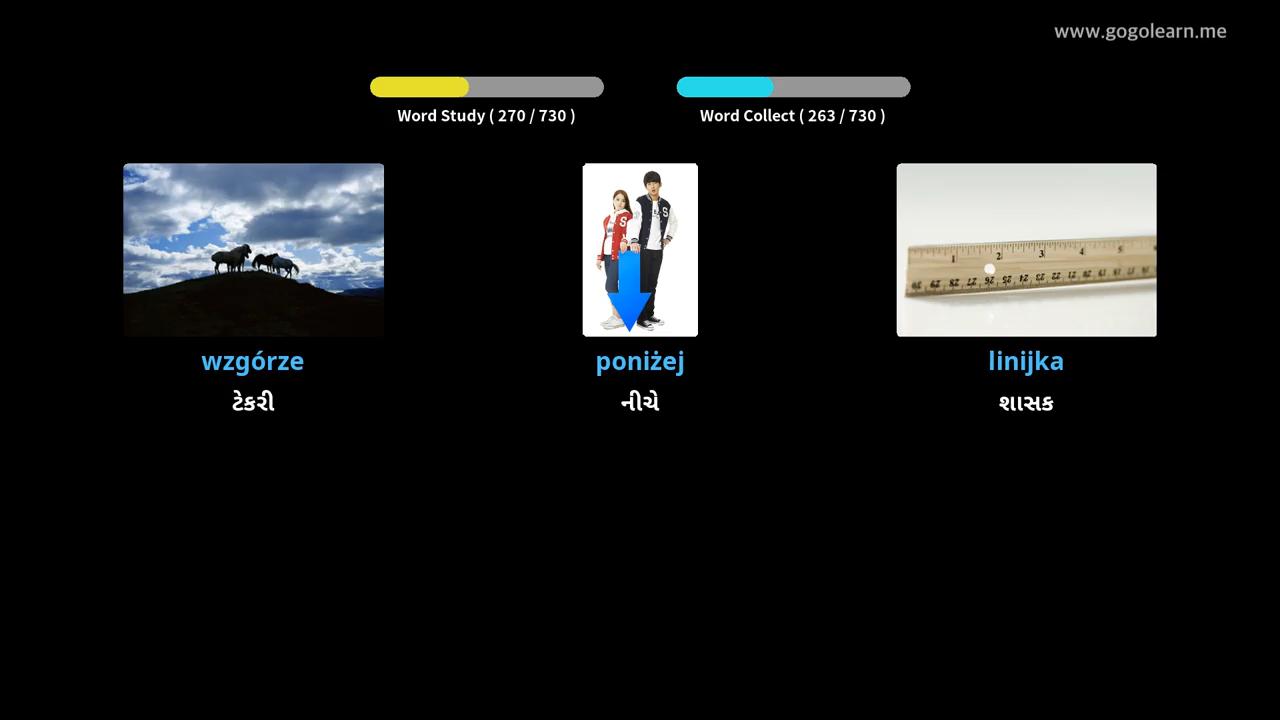 www.gogolearn.me
Word Study ( 270 / 730 )
Word Collect ( 263 / 730 )
wzgórze
ટેકરી
poniżej
નીચે
linijka
શાસક